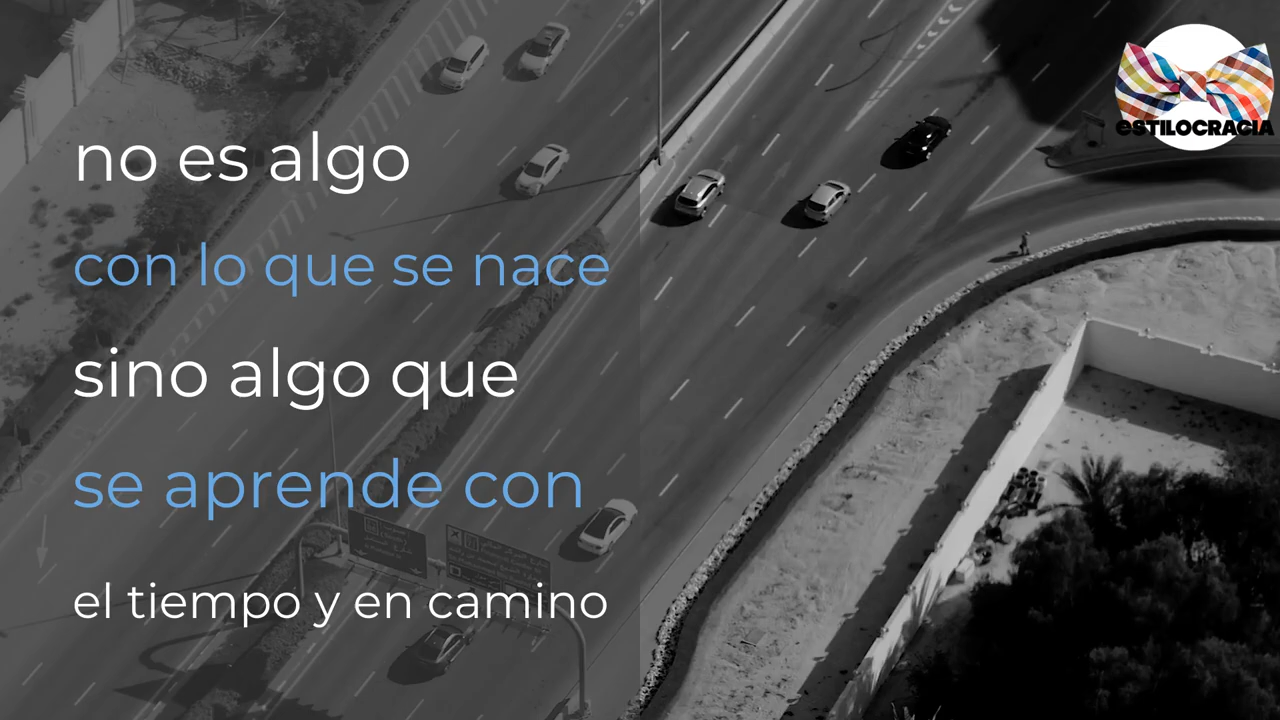 no es algo
con lo que se nace
sino algo que
se aprende con
el tiempo y en camino
eSTILOCRACIA